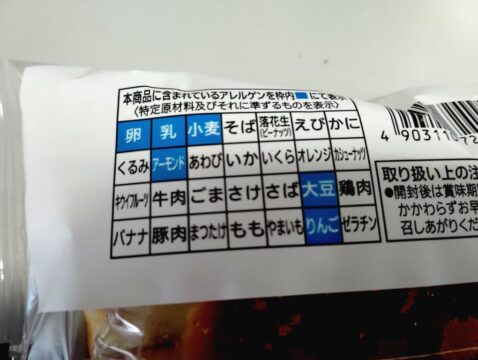 本商品に含まれているアレルゲンを枠内■にて表示
〈特定原材料及びそれに準ずるものを表示〉
卵 乳 小麦 そば 落花生(ピーナッツ) えび かに
くるみ アーモンド あわび いか いくら オレンジ カシューナッツ
キウイフルーツ 牛肉 ごま さけ さば 大豆 鶏肉
バナナ 豚肉 まつたけ もも やまいも りんご ゼラチン
4 903110 72
取り扱い上の注
●開封後は賞味期
かかわらずお早
召しあがりくだ